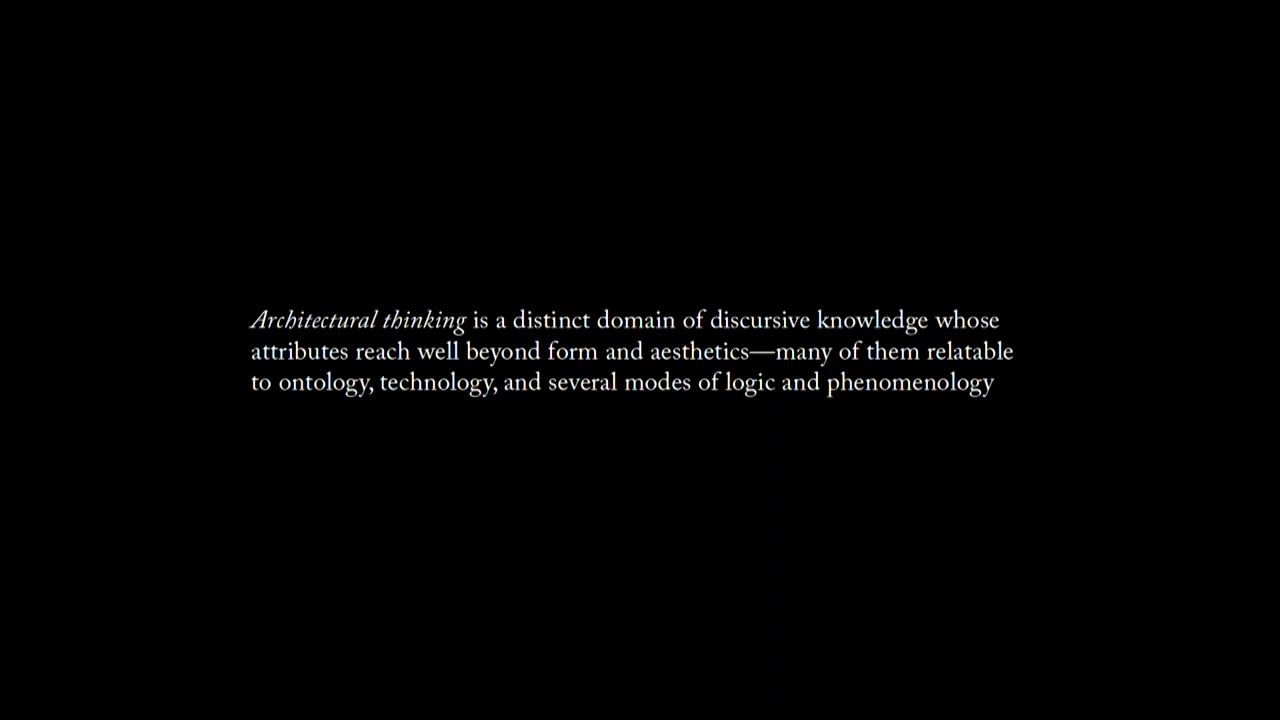 Architectural thinking is a distinct domain of discursive knowledge whose
attributes reach well beyond form and aesthetics—many of them relatable
to ontology, technology, and several modes of logic and phenomenology